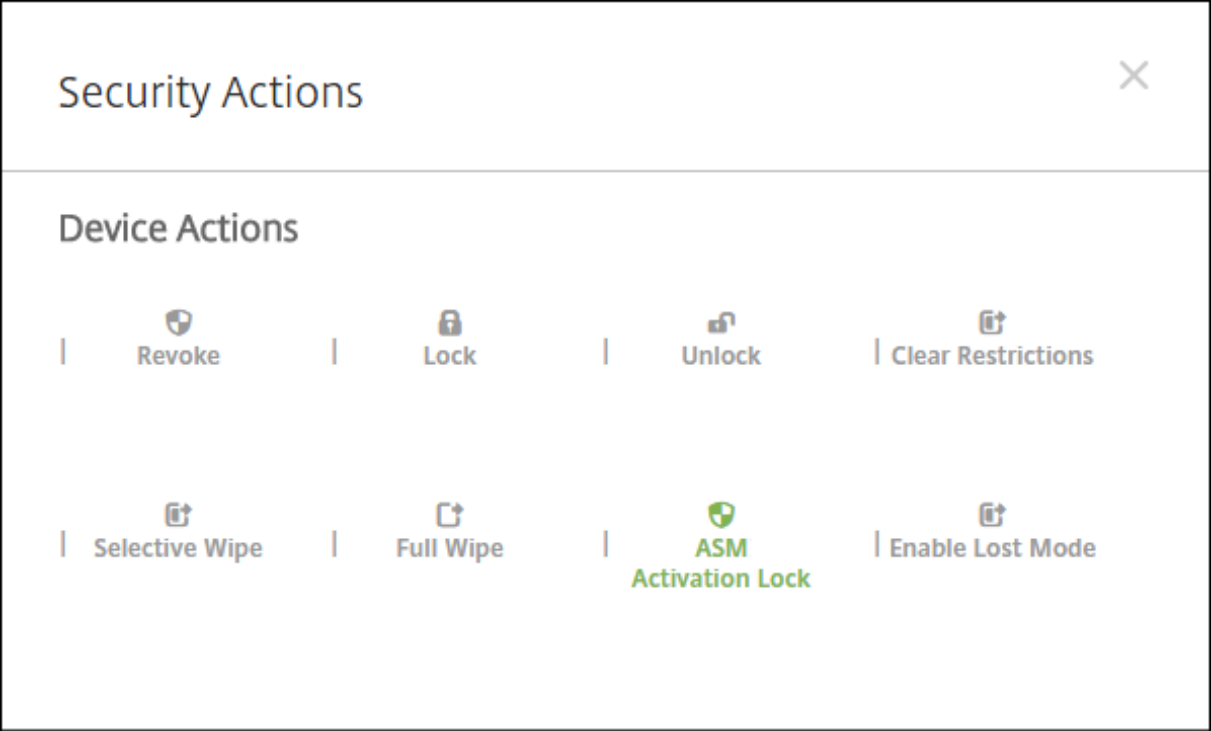 Security Actions
Device Actions
Revoke
Lock
Unlock
Clear Restrictions
Selective Wipe
Full Wipe
ASM
Activation Lock
Enable Lost Mode